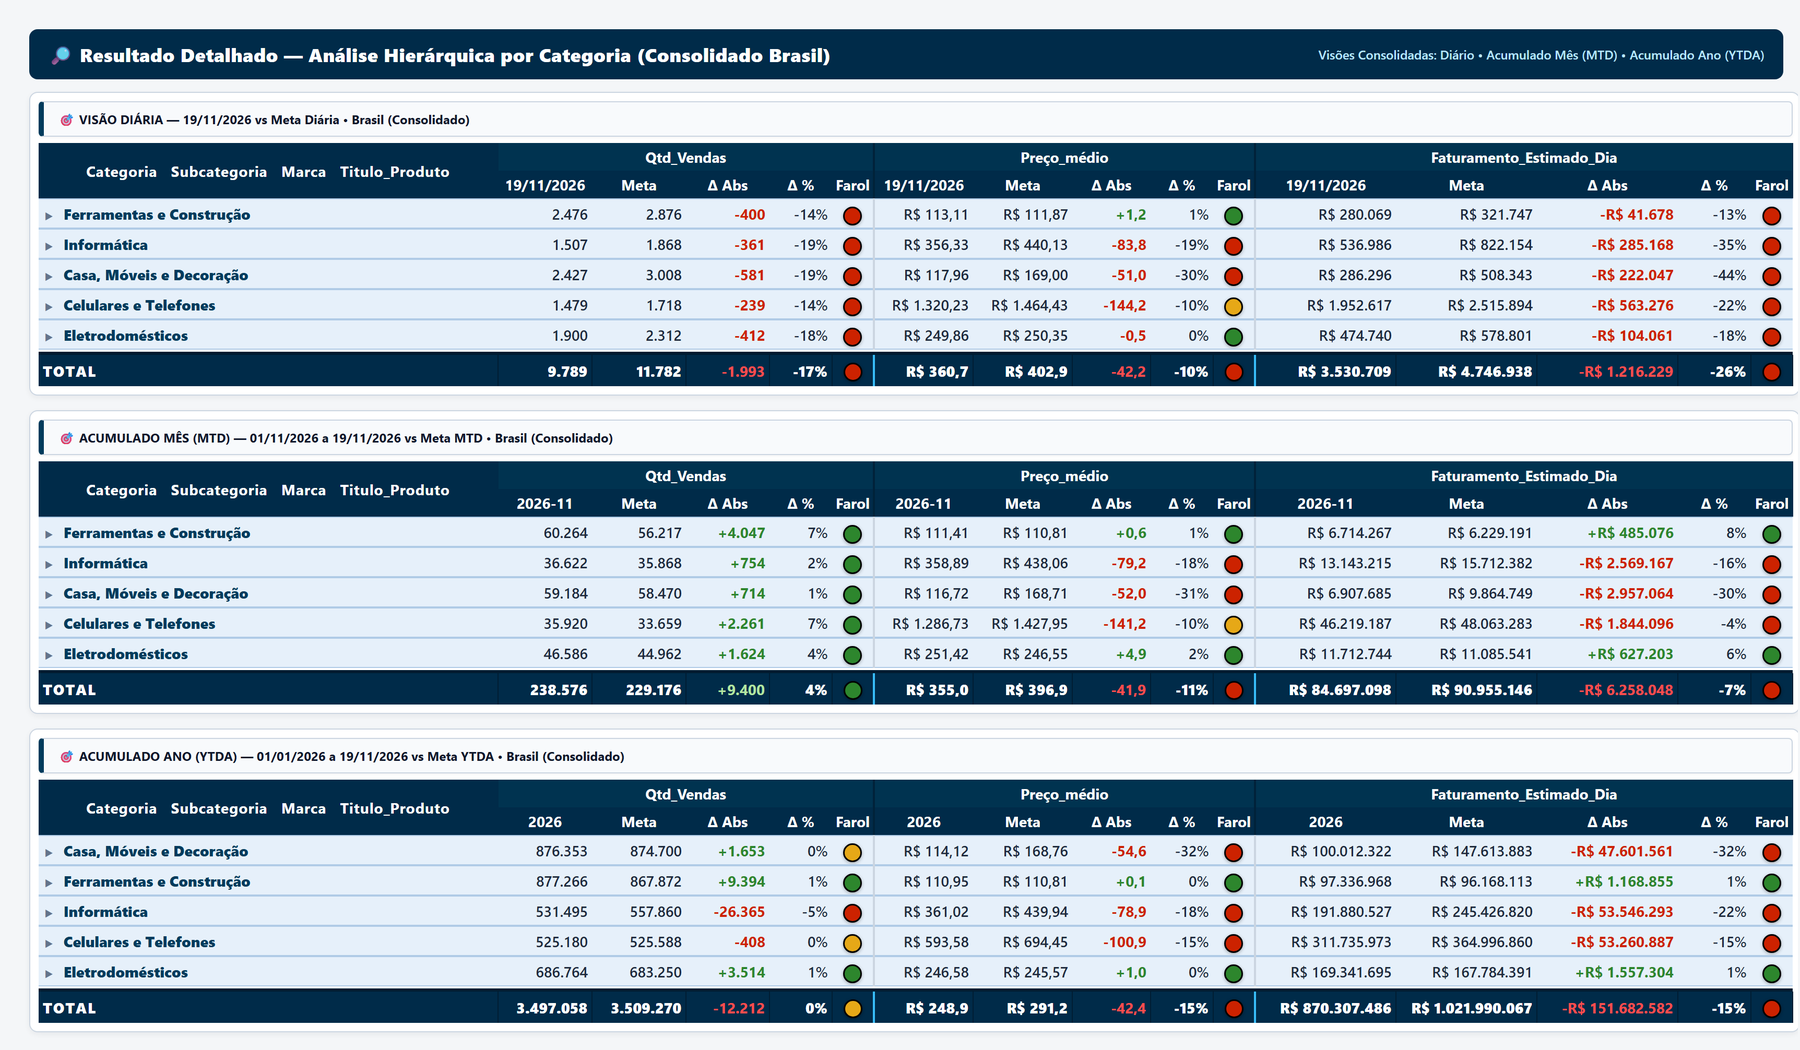 Resultado Detalhado — Análise Hierárquica por Categoria (Consolidado Brasil)
Visões Consolidadas: Diário • Acumulado Mês (MTD) • Acumulado Ano (YTDA)
VISÃO DIÁRIA — 19/11/2026 vs Meta Diária • Brasil (Consolidado)
Categoria Subcategoria Marca Titulo_Produto
Qtd_Vendas Preço_médio Faturamento_Estimado_Dia
19/11/2026 Meta Δ Abs Δ % Farol 19/11/2026 Meta Δ Abs Δ % Farol 19/11/2026 Meta Δ Abs Δ % Farol
Ferramentas e Construção 2.476 2.876 -400 -14% R$ 113,11 R$ 111,87 +1,2 1% R$ 280.069 R$ 321.747 -R$ 41.678 -13%
Informática 1.507 1.868 -361 -19% R$ 356,33 R$ 440,13 -83,8 -19% R$ 536.986 R$ 822.154 -R$ 285.168 -35%
Casa, Móveis e Decoração 2.427 3.008 -581 -19% R$ 117,96 R$ 169,00 -51,0 -30% R$ 286.296 R$ 508.343 -R$ 222.047 -44%
Celulares e Telefones 1.479 1.718 -239 -14% R$ 1.320,23 R$ 1.464,43 -144,2 -10% R$ 1.952.617 R$ 2.515.894 -R$ 563.276 -22%
Eletrodomésticos 1.900 2.312 -412 -18% R$ 249,86 R$ 250,35 -0,5 0% R$ 474.740 R$ 578.801 -R$ 104.061 -18%
TOTAL 9.789 11.782 -1.993 -17% R$ 360,7 R$ 402,9 -42,2 -10% R$ 3.530.709 R$ 4.746.938 -R$ 1.216.229 -26%
ACUMULADO MÊS (MTD) — 01/11/2026 a 19/11/2026 vs Meta MTD • Brasil (Consolidado)
Categoria Subcategoria Marca Titulo_Produto
Qtd_Vendas Preço_médio Faturamento_Estimado_Dia
2026-11 Meta Δ Abs Δ % Farol 2026-11 Meta Δ Abs Δ % Farol 2026-11 Meta Δ Abs Δ % Farol
Ferramentas e Construção 60.264 56.217 +4.047 7% R$ 111,41 R$ 110,81 +0,6 1% R$ 6.714.267 R$ 6.229.191 +R$ 485.076 8%
Informática 36.622 35.868 +754 2% R$ 358,89 R$ 438,06 -79,2 -18% R$ 13.143.215 R$ 15.712.382 -R$ 2.569.167 -16%
Casa, Móveis e Decoração 59.184 58.470 +714 1% R$ 116,72 R$ 168,71 -52,0 -31% R$ 6.907.685 R$ 9.864.749 -R$ 2.957.064 -30%
Celulares e Telefones 35.920 33.659 +2.261 7% R$ 1.286,73 R$ 1.427,95 -141,2 -10% R$ 46.219.187 R$ 48.063.283 -R$ 1.844.096 -4%
Eletrodomésticos 46.586 44.962 +1.624 4% R$ 251,42 R$ 246,55 +4,9 2% R$ 11.712.744 R$ 11.085.541 +R$ 627.203 6%
TOTAL 238.576 229.176 +9.400 4% R$ 355,0 R$ 396,9 -41,9 -11% R$ 84.697.098 R$ 90.955.146 -R$ 6.258.048 -7%
ACUMULADO ANO (YTDA) — 01/01/2026 a 19/11/2026 vs Meta YTDA • Brasil (Consolidado)
Categoria Subcategoria Marca Titulo_Produto
Qtd_Vendas Preço_médio Faturamento_Estimado_Dia
2026 Meta Δ Abs Δ % Farol 2026 Meta Δ Abs Δ % Farol 2026 Meta Δ Abs Δ % Farol
Casa, Móveis e Decoração 876.353 874.700 +1.653 0% R$ 114,12 R$ 168,76 -54,6 -32% R$ 100.012.322 R$ 147.613.883 -R$ 47.601.561 -32%
Ferramentas e Construção 877.266 867.872 +9.394 1% R$ 110,95 R$ 110,81 +0,1 0% R$ 97.336.968 R$ 96.168.113 +R$ 1.168.855 1%
Informática 531.495 557.860 -26.365 -5% R$ 361,02 R$ 439,94 -78,9 -18% R$ 191.880.527 R$ 245.426.820 -R$ 53.546.293 -22%
Celulares e Telefones 525.180 525.588 -408 0% R$ 593,58 R$ 694,45 -100,9 -15% R$ 311.735.973 R$ 364.996.860 -R$ 53.260.887 -15%
Eletrodomésticos 686.764 683.250 +3.514 1% R$ 246,58 R$ 245,57 +1,0 0% R$ 169.341.695 R$ 167.784.391 +R$ 1.557.304 1%
TOTAL 3.497.058 3.509.270 -12.212 0% R$ 248,9 R$ 291,2 -42,4 -15% R$ 870.307.486 R$ 1.021.990.067 -R$ 151.682.582 -15%